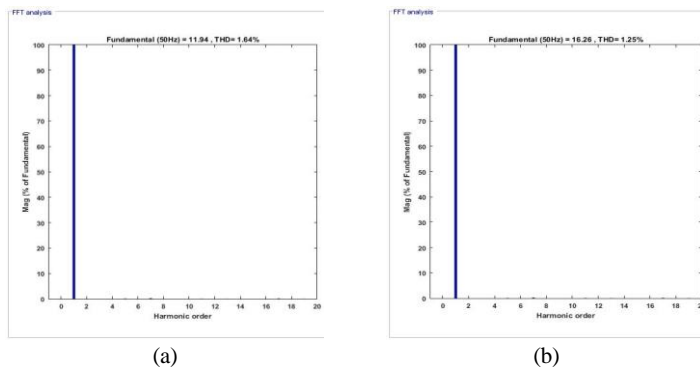 FFT analysis
Fundamental (50Hz) = 11.94 , THD= 1.64%
100
90
80
70
60
50
40
30
20
10
0
Mag (% of Fundamental)
0 2 4 6 8 10 12 14 16 18 20
Harmonic order
(a)
FFT analysis
Fundamental (50Hz) = 16.26 , THD= 1.25%
100
90
80
70
60
50
40
30
20
10
0
Mag (% of Fundamental)
0 2 4 6 8 10 12 14 16 18
Harmonic order
(b)